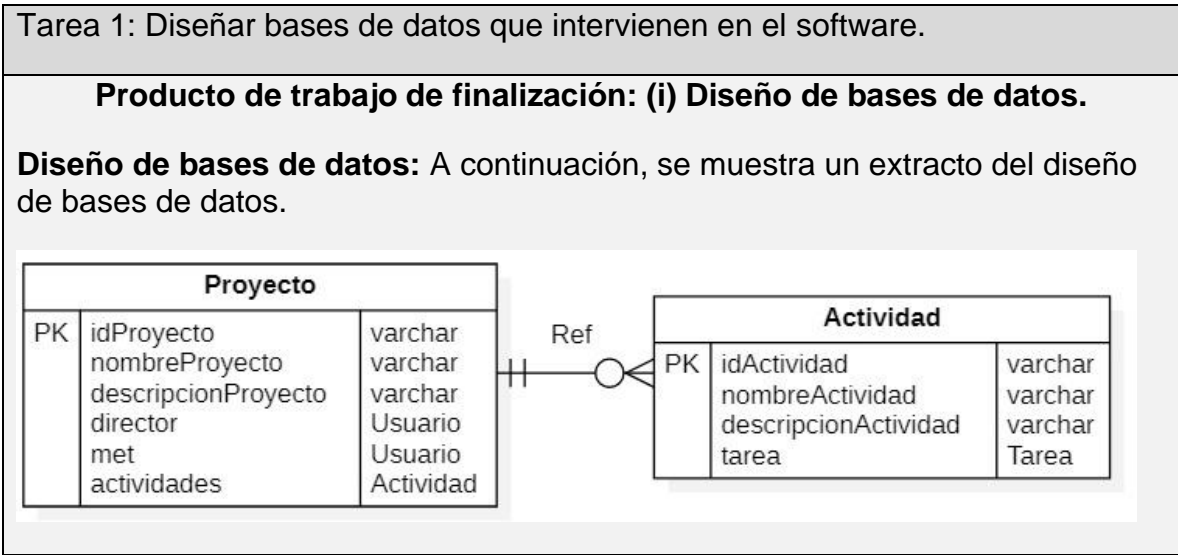 Tarea 1: Diseñar bases de datos que intervienen en el software.
Producto de trabajo de finalización: (i) Diseño de bases de datos.
Diseño de bases de datos: A continuación, se muestra un extracto del diseño
de bases de datos.
Proyecto
PK idProyecto varchar
nombreProyecto varchar
descripcionProyecto varchar
director Usuario
met Usuario
actividades Actividad
Ref
Actividad
PK idActividad varchar
nombreActividad varchar
descripcionActividad varchar
tarea Tarea